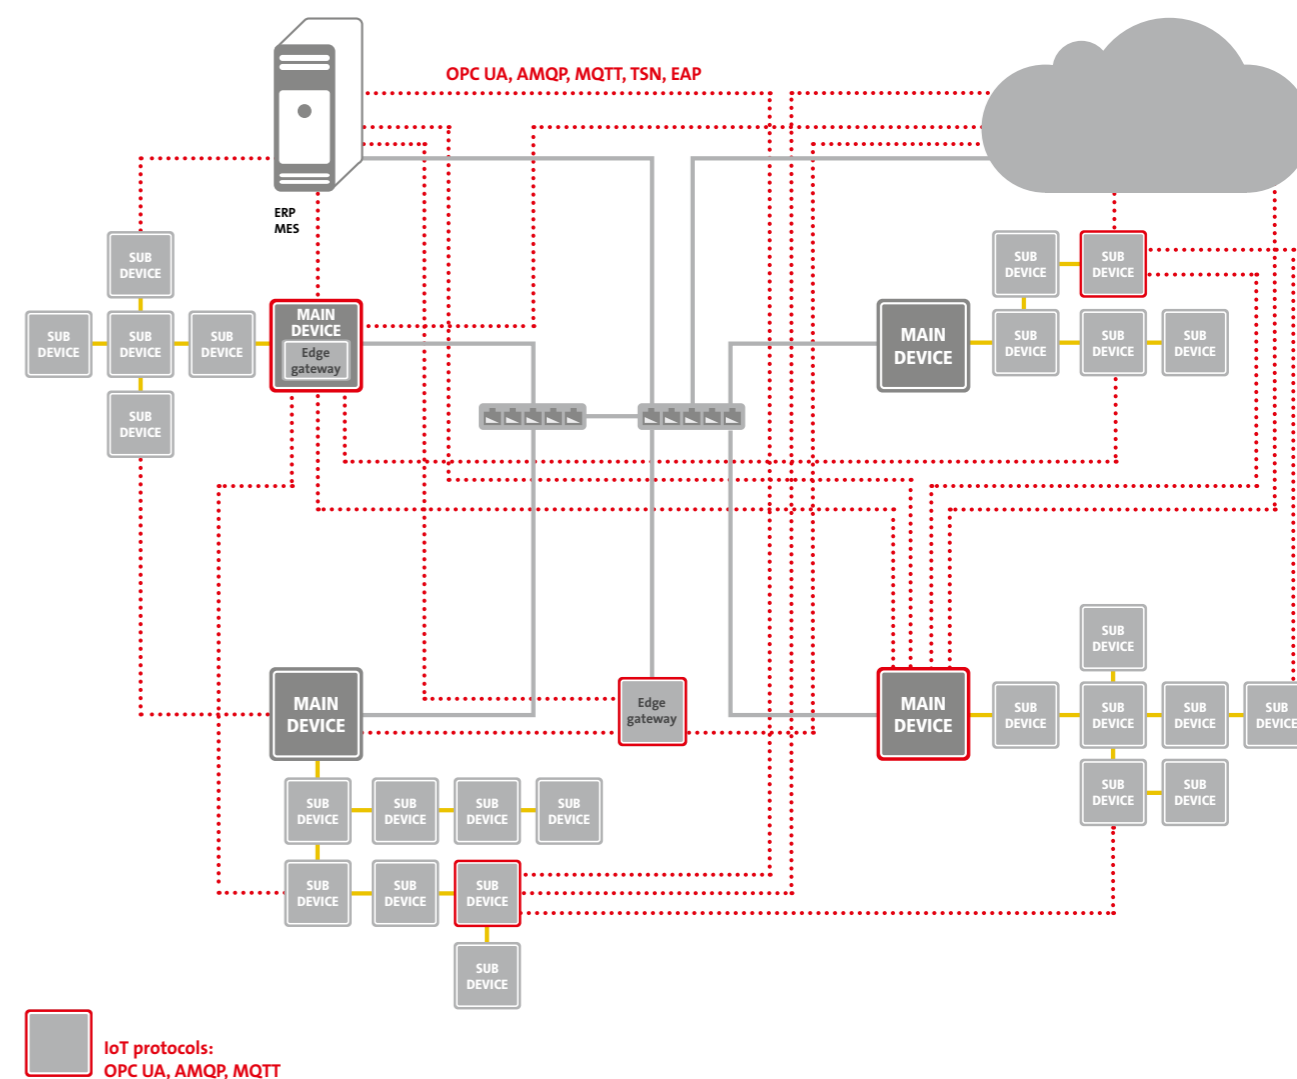 OPC UA, AMQP, MQTT, TSN, EAP
ERP
MES
SUB
DEVICE
SUB
DEVICE
SUB
DEVICE
SUB
DEVICE
SUB
DEVICE
MAIN
DEVICE
Edge
gateway
SUB
DEVICE
SUB
DEVICE
MAIN
DEVICE
SUB
DEVICE
SUB
DEVICE
SUB
DEVICE
MAIN
DEVICE
Edge
gateway
MAIN
DEVICE
SUB
DEVICE
SUB
DEVICE
SUB
DEVICE
SUB
DEVICE
SUB
DEVICE
SUB
DEVICE
SUB
DEVICE
SUB
DEVICE
SUB
DEVICE
SUB
DEVICE
SUB
DEVICE
SUB
DEVICE
SUB
DEVICE
SUB
DEVICE
SUB
DEVICE
IoT protocols:
OPC UA, AMQP, MQTT